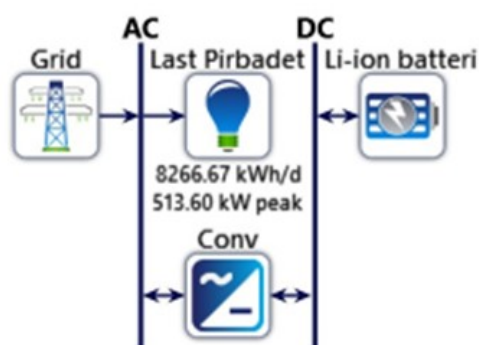 AC DC
Grid Last Pirbadet Li-ion batteri
8266.67 kWh/d
513.60 kW peak
Conv